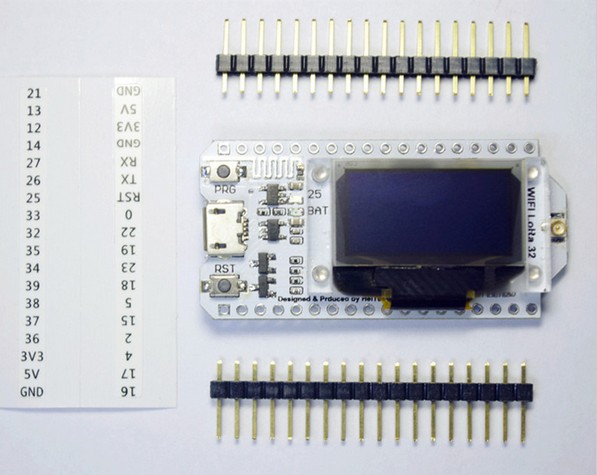 21
13
12
14
27
26
25
33
32
35
34
39
38
37
36
3V3
5V
GND
GND
5V
3V3
GND
RX
TX
RST
0
22
19
23
18
5
15
2
4
17
16
PRG
25
BAT
RST
WIFI LoRa 32
Designed & Prduced by